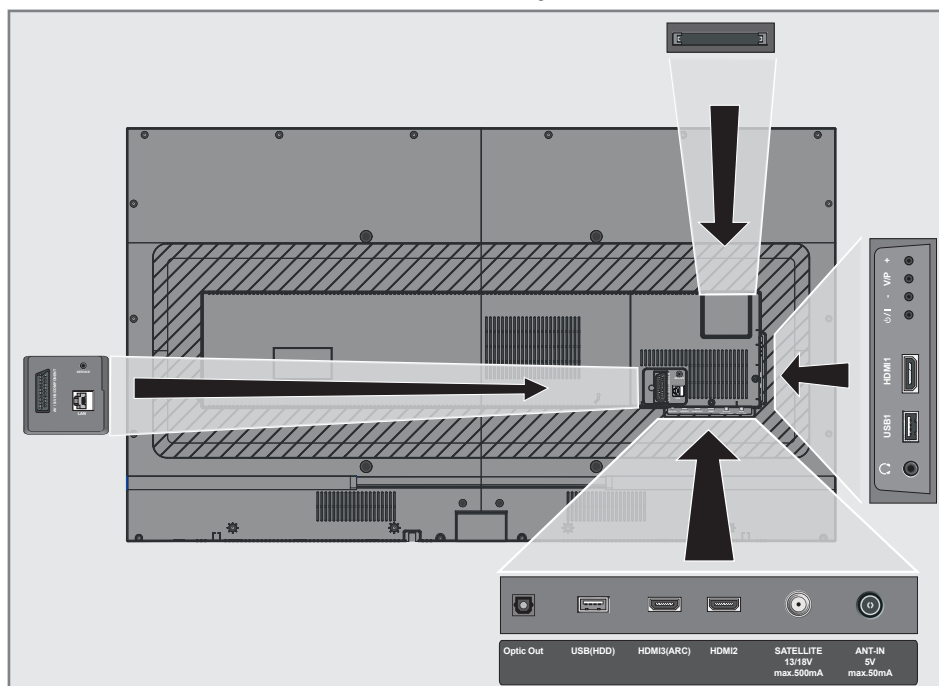 SERVICE
LAN
+
V/P
-
⏻/I
HDMI1
USB1
Optic Out
USB(HDD)
HDMI3(ARC)
HDMI2
SATELLITE
13/18V
max.500mA
ANT-IN
5V
max.50mA